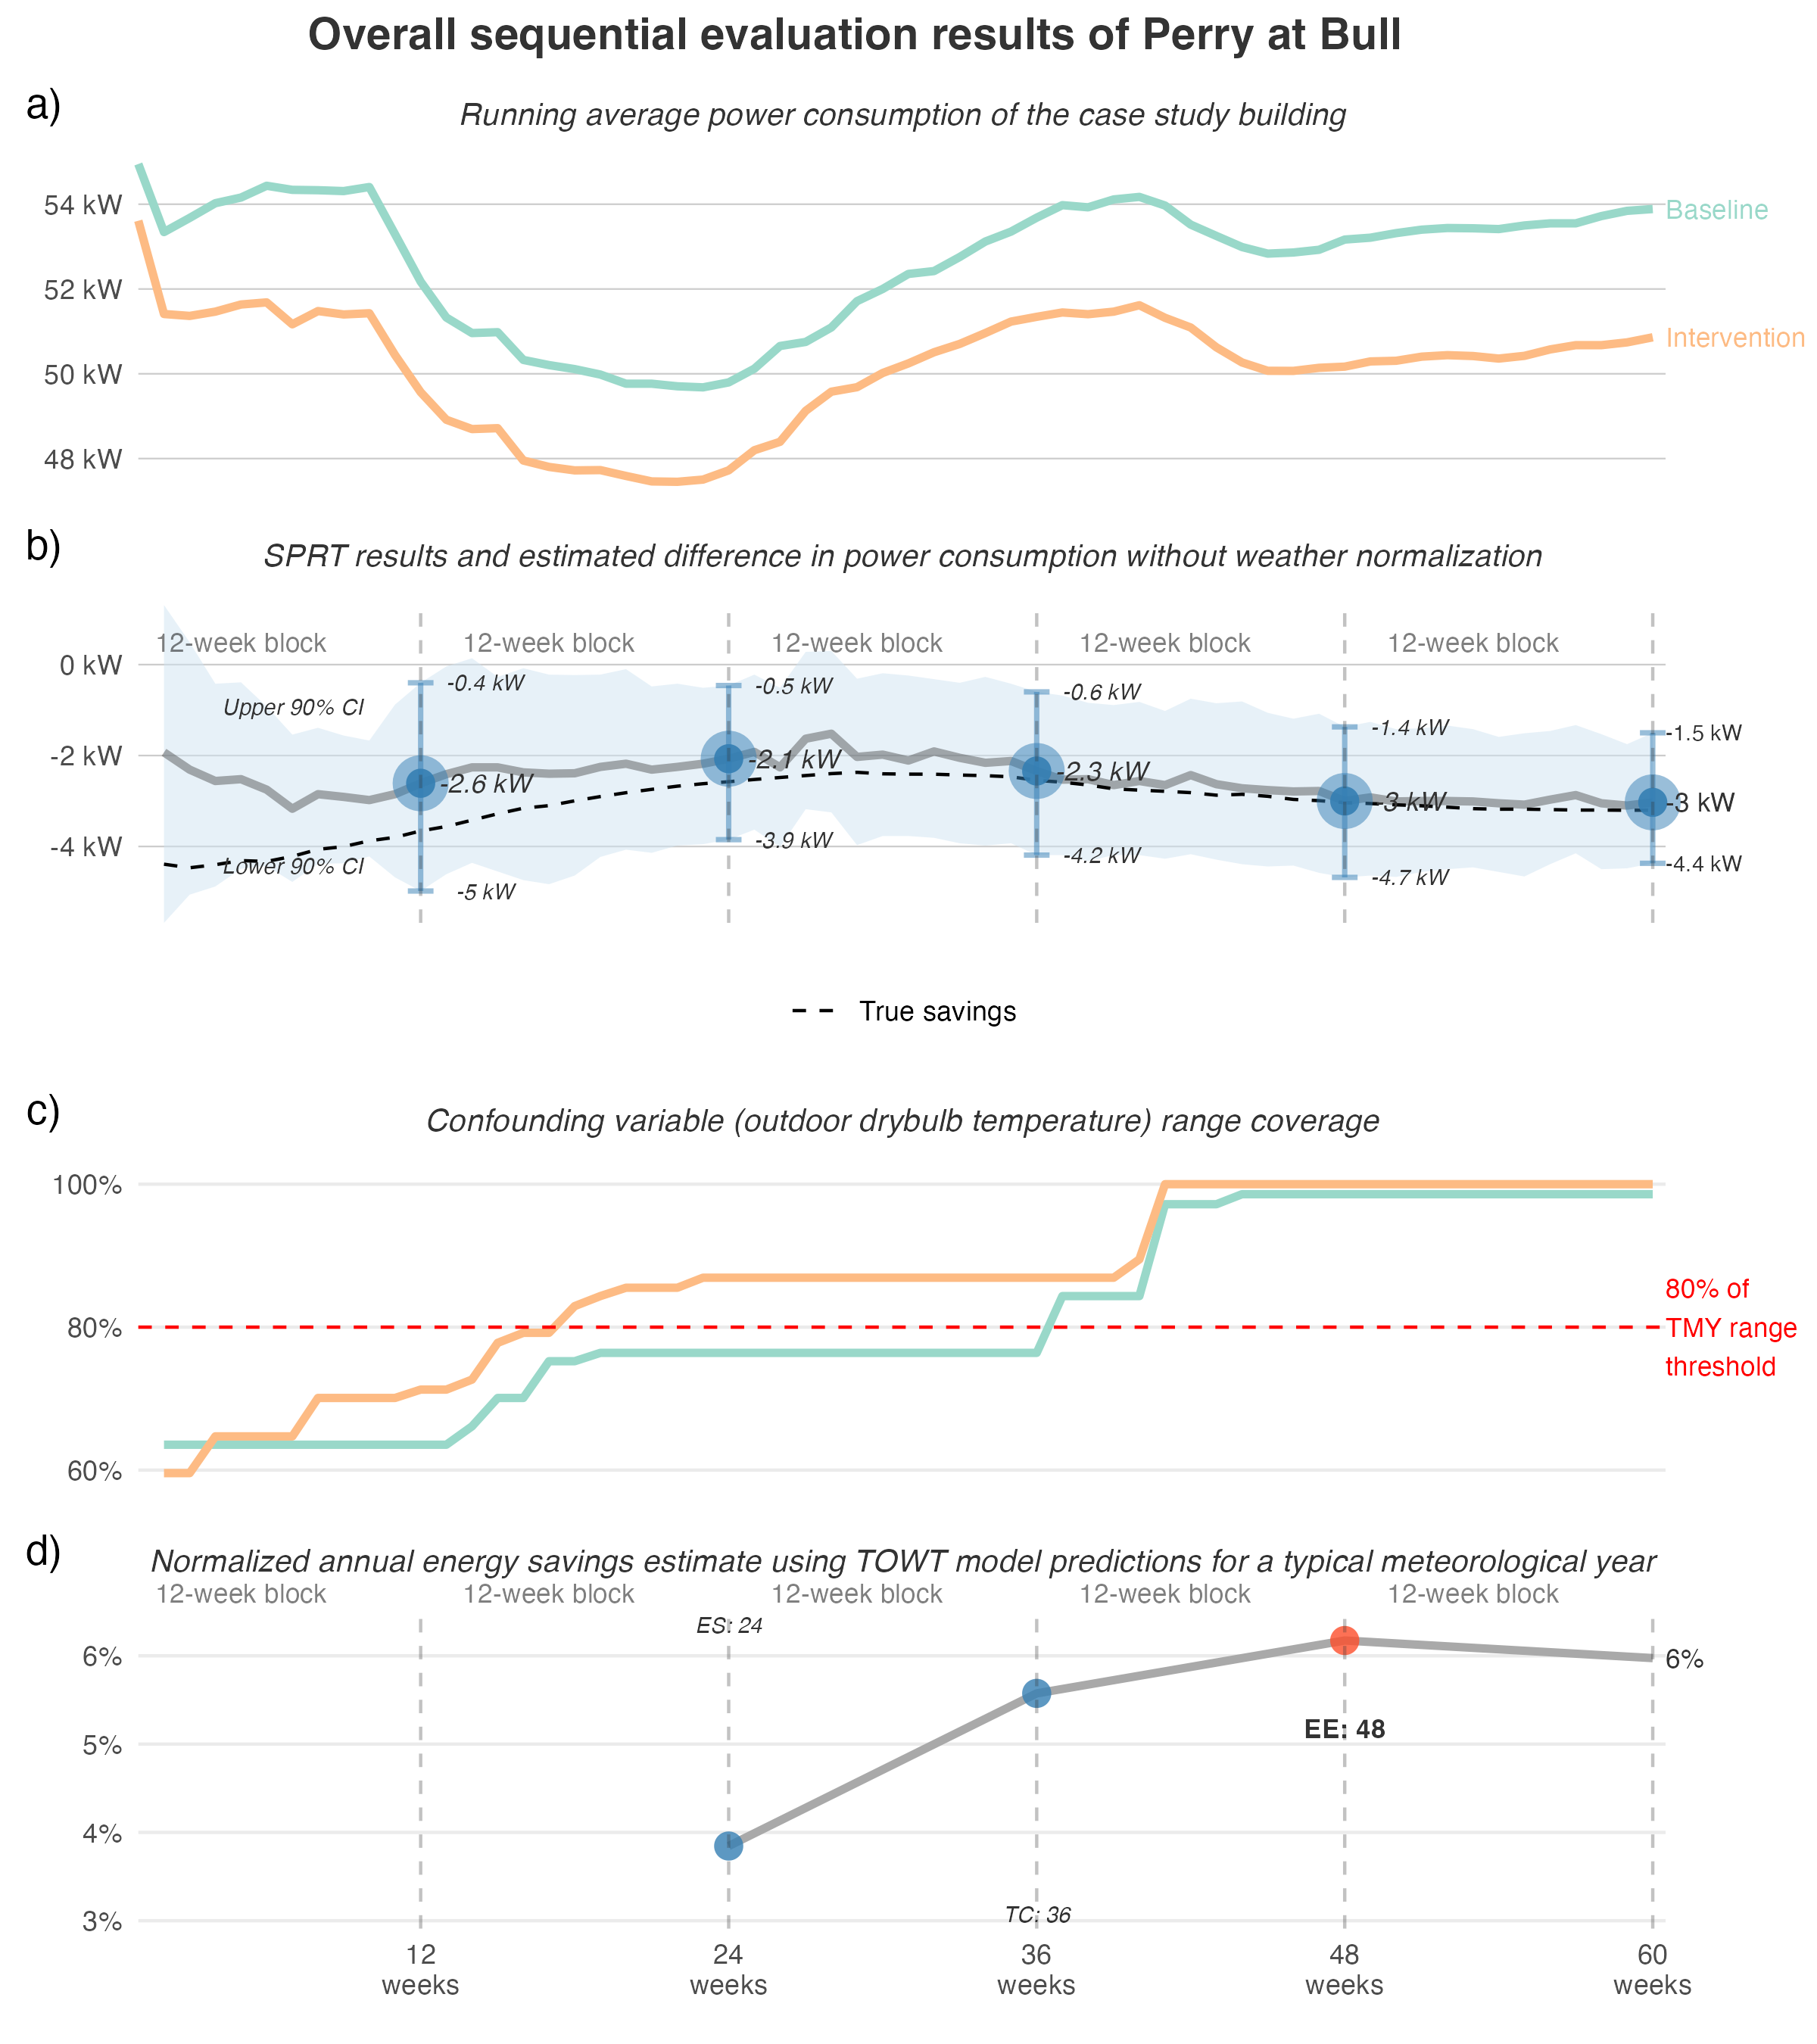 Overall sequential evaluation results of Perry at Bull
a)
Running average power consumption of the case study building
54 kW
52 kW
50 kW
48 kW
Baseline
Intervention
b)
SPRT results and estimated difference in power consumption without weather normalization
12-week block 12-week block 12-week block 12-week block 12-week block
0 kW
-2 kW
-4 kW
Upper 90% CI
Lower 90% CI
-0.4 kW
-2.6 kW
-5 kW
-0.5 kW
-2.1 kW
-3.9 kW
-0.6 kW
-2.3 kW
-4.2 kW
-1.4 kW
-3 kW
-4.7 kW
-1.5 kW
-3 kW
-4.4 kW
True savings
c)
Confounding variable (outdoor drybulb temperature) range coverage
100%
80%
60%
80% of
TMY range
threshold
d)
Normalized annual energy savings estimate using TOWT model predictions for a typical meteorological year
12-week block 12-week block 12-week block 12-week block 12-week block
ES: 24
6%
5%
4%
3%
6%
EE: 48
TC: 36
12 weeks
24 weeks
36 weeks
48 weeks
60 weeks